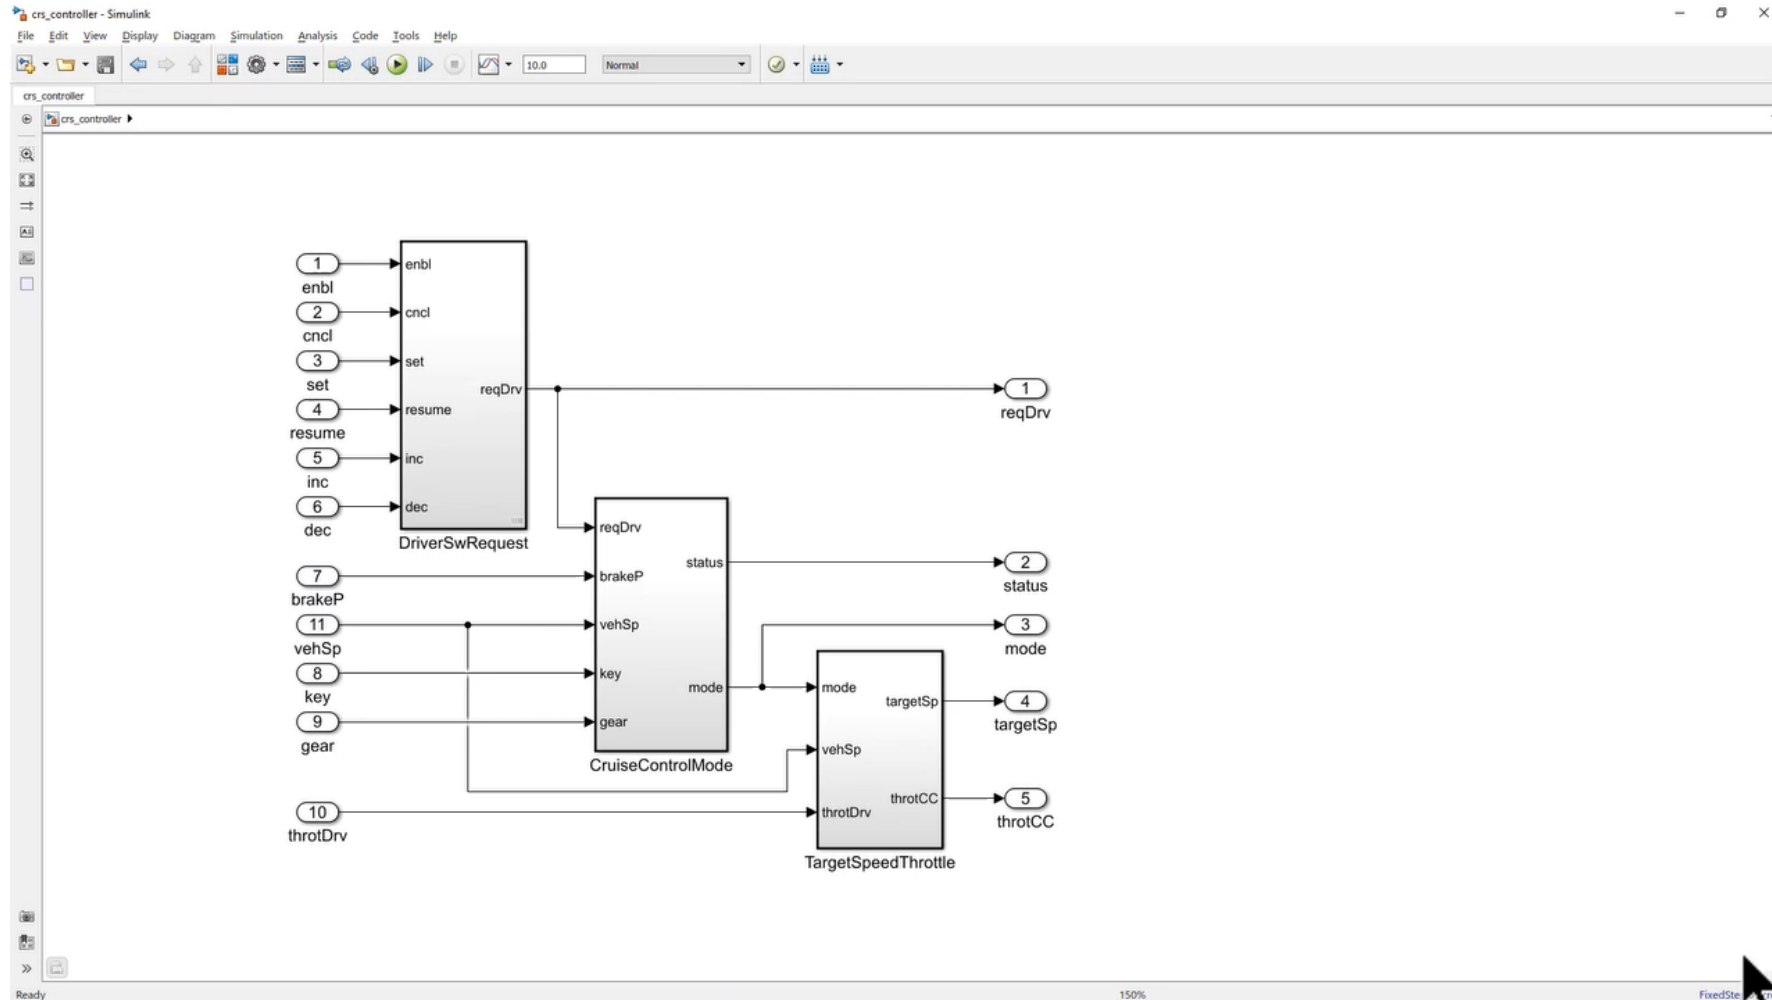 crs_controller - Simulink
File Edit View Display Diagram Simulation Analysis Code Tools Help
10.0 Normal
crs_controller
crs_controller
1
enbl
2
cncl
3
set
4
resume
5
inc
6
dec
enbl
cncl
set
resume
inc
dec
reqDrv
DriverSwRequest
1
reqDrv
7
brakeP
11
vehSp
8
key
9
gear
reqDrv
brakeP
vehSp
key
gear
status
mode
CruiseControlMode
2
status
3
mode
10
throtDrv
mode
vehSp
throtDrv
targetSp
throtCC
TargetSpeedThrottle
4
targetSp
5
throtCC
Ready 150%